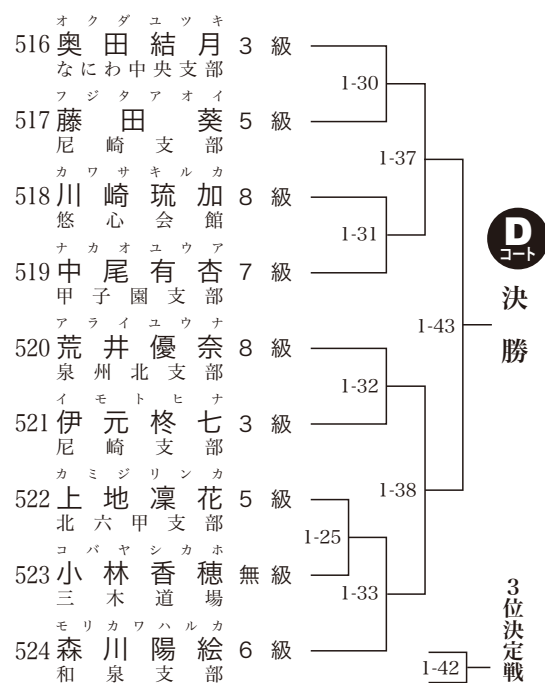 オクダユツキ
516 奥田結月 3 級
なにわ中央支部
フジタアオイ
517 藤田葵 5 級
尼崎支部
カワサキルカ
518 川崎琉加 8 級
悠心会館
ナカオユウア
519 中尾有杏 7 級
甲子園支部
アライユウナ
520 荒井優奈 8 級
泉州北支部
イモトヒナ
521 伊元柊七 3 級
尼崎支部
カミジリンカ
522 上地凜花 5 級
北六甲支部
コバヤシカホ
523 小林香穂 無級
三木道場
モリカワハルカ
524 森川陽絵 6 級
和泉支部
1-30
1-37
1-31
1-43
1-32
1-38
1-25
1-33
D
コート
決勝
3位決定戦
1-42